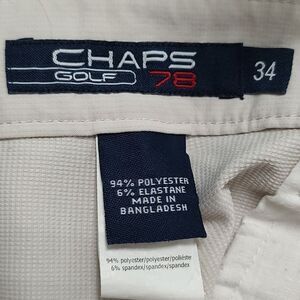 CHAPS
GOLF 78
34
94% POLYESTER
6% ELASTANE
MADE IN
BANGLADESH
94% polyester/polyester/poliéster
6% spandex/spandex/spandex